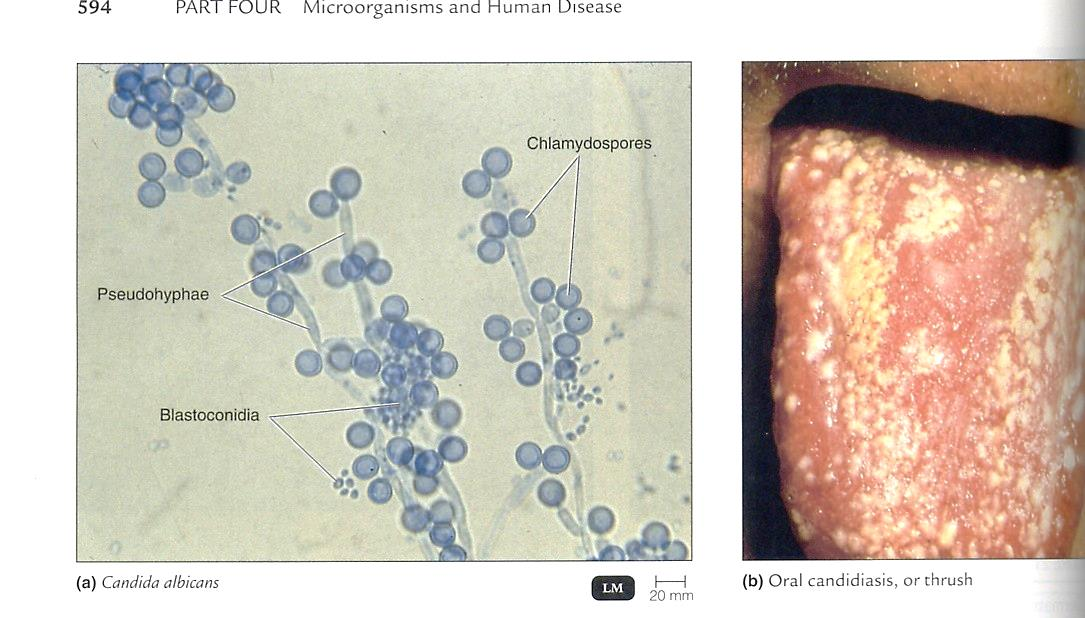 594 PART FOUR Microorganisms and Human Disease
Chlamydospores
Pseudohyphae
Blastoconidia
(a) Candida albicans
LM
20 mm
(b) Oral candidiasis, or thrush